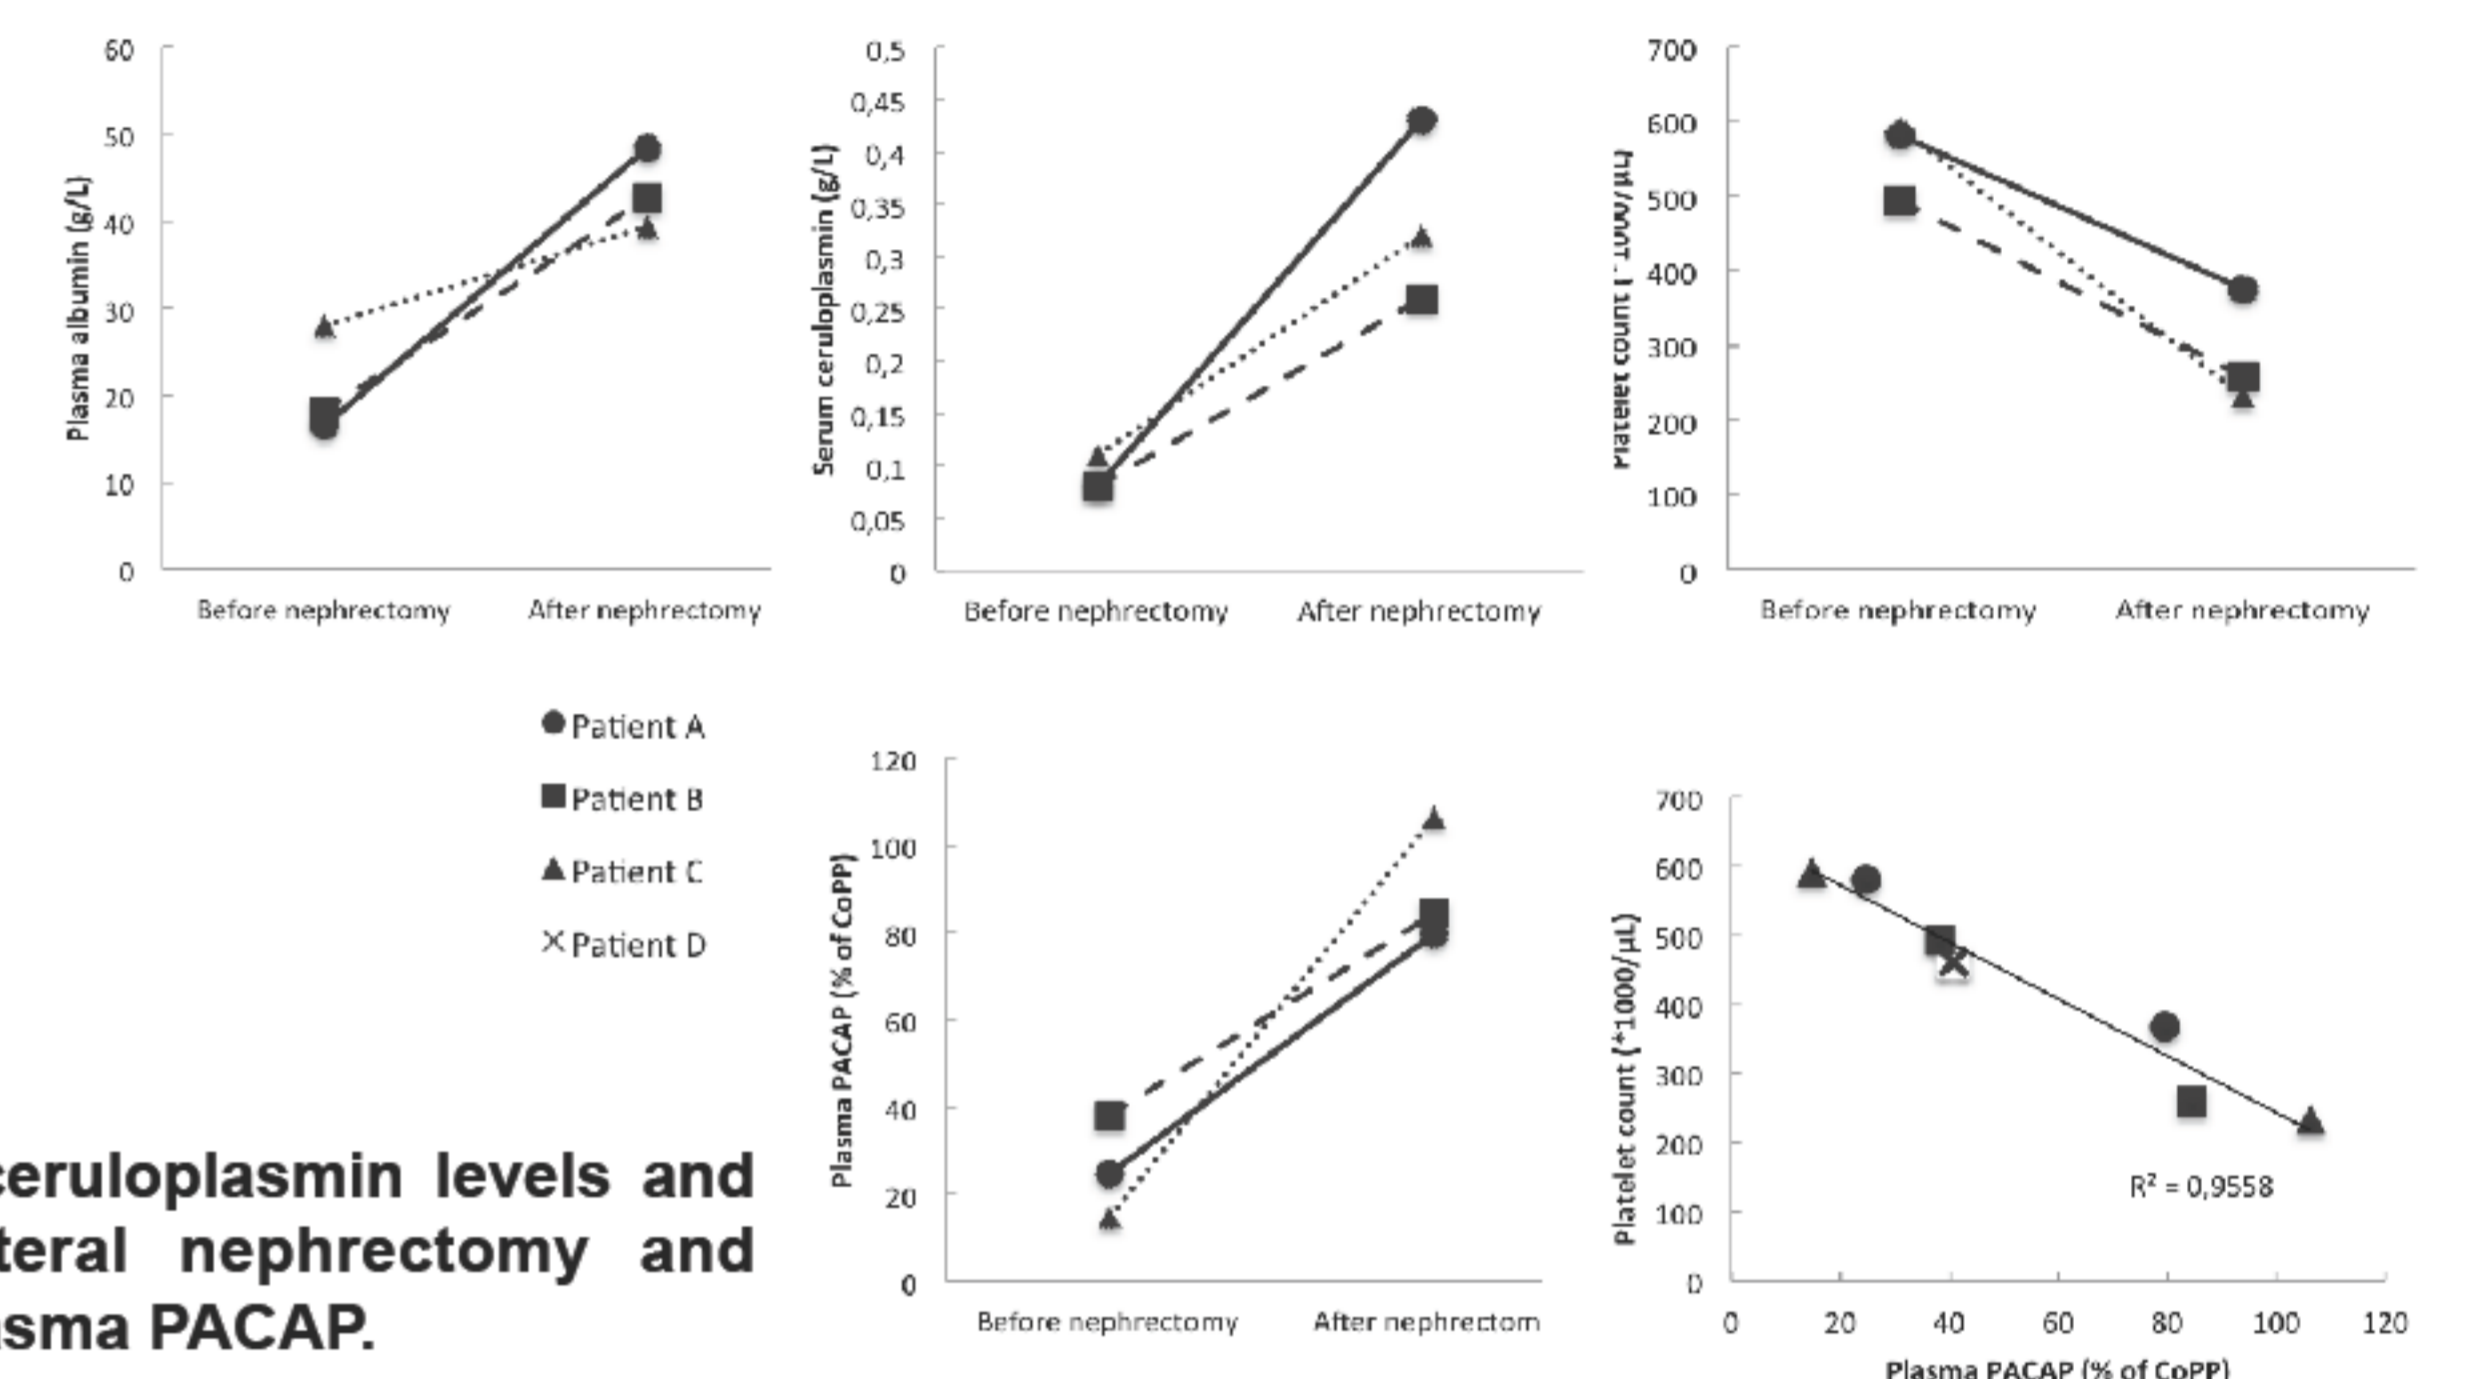 60
50
40
30
20
10
0
Plasma albumin (g/L)
Before nephrectomy After nephrectomy
0,5
0,45
0,4
0,35
0,3
0,25
0,2
0,15
0,1
0,05
0
Serum ceruloplasmin (g/L)
Before nephrectomy After nephrectomy
700
600
500
400
300
200
100
0
Platelet count
Before nephrectomy After nephrectomy
Patient A
Patient B
Patient C
Patient D
ceruloplasmin levels and
teral nephrectomy and
sma PACAP.
120
100
80
60
40
20
0
Plasma PACAP (% of CoPP)
Before nephrectomy After nephrectom
700
600
500
400
300
200
100
0
Platelet count (*1000/µL)
R² = 0,9558
0 20 40 60 80 100 120
Plasma PACAP (% of CoPP)